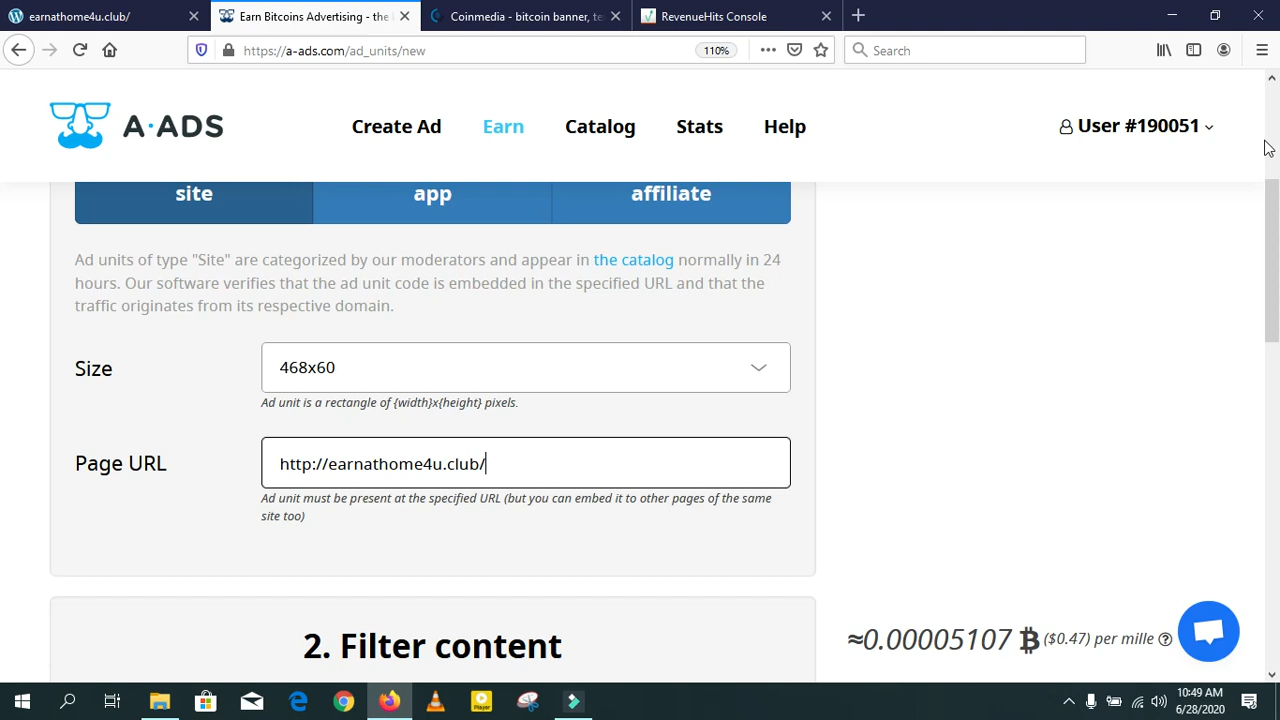 earnathome4u.club/
Earn Bitcoins Advertising - the
Coinmedia - bitcoin banner, te
RevenueHits Console
https://a-ads.com/ad_units/new
110%
Search
A·ADS
Create Ad
Earn
Catalog
Stats
Help
User #190051
site
app
affiliate
Ad units of type "Site" are categorized by our moderators and appear in the catalog normally in 24
hours. Our software verifies that the ad unit code is embedded in the specified URL and that the
traffic originates from its respective domain.
Size
468x60
Ad unit is a rectangle of {width}x{height} pixels.
Page URL
http://earnathome4u.club/
Ad unit must be present at the specified URL (but you can embed it to other pages of the same
site too)
2. Filter content
≈0.00005107 ₿ ($0.47) per mille
Player
10:49 AM
6/28/2020